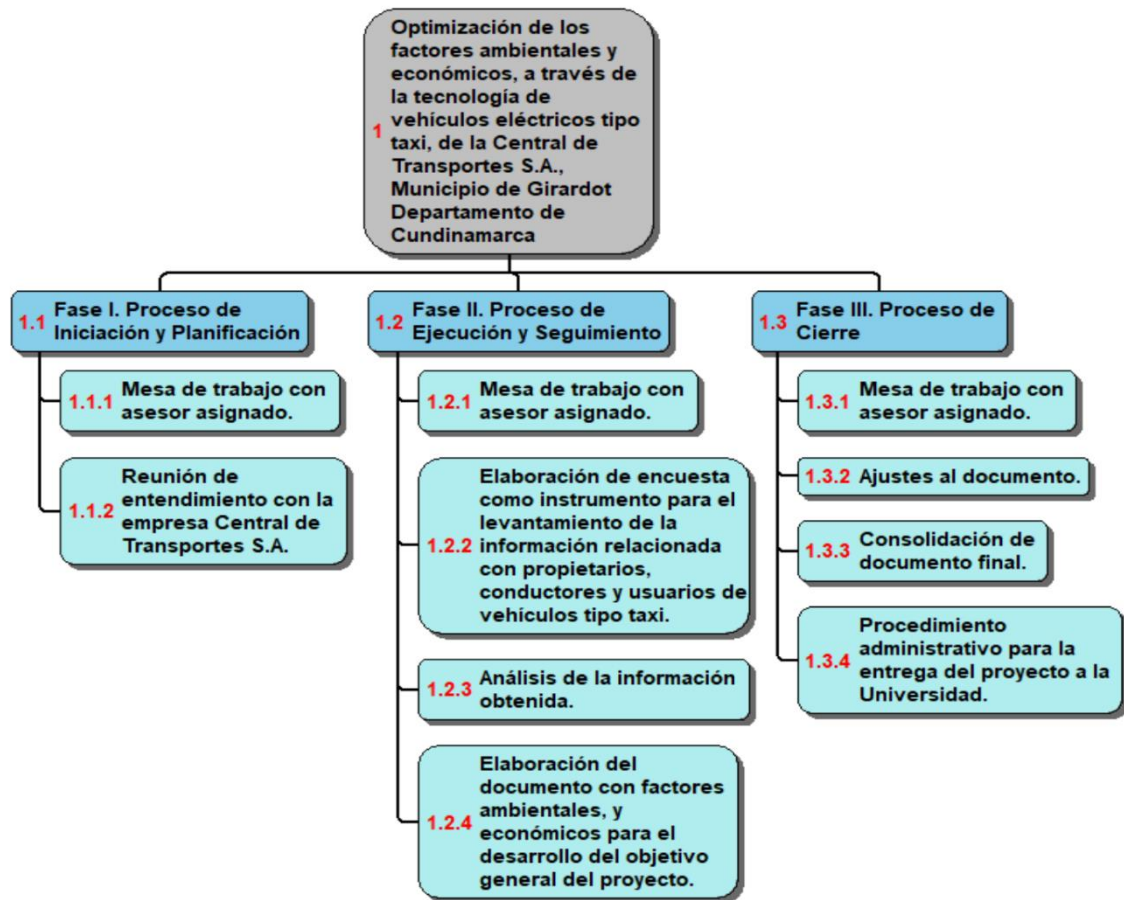 Optimización de los
factores ambientales y
económicos, a través de
la tecnología de
vehículos eléctricos tipo
1 taxi, de la Central de
Transportes S.A.,
Municipio de Girardot
Departamento de
Cundinamarca
1.1 Fase I. Proceso de
Iniciación y Planificación
1.1.1 Mesa de trabajo con
asesor asignado.
Reunión de
1.1.2 entendimiento con la
empresa Central de
Transportes S.A.
1.2 Fase II. Proceso de
Ejecución y Seguimiento
1.2.1 Mesa de trabajo con
asesor asignado.
Elaboración de encuesta
como instrumento para el
levantamiento de la
1.2.2 información relacionada
con propietarios,
conductores y usuarios de
vehículos tipo taxi.
1.2.3 Análisis de la información
obtenida.
Elaboración del
documento con factores
1.2.4 ambientales, y
económicos para el
desarrollo del objetivo
general del proyecto.
1.3 Fase III. Proceso de
Cierre
1.3.1 Mesa de trabajo con
asesor asignado.
1.3.2 Ajustes al documento.
1.3.3 Consolidación de
documento final.
Procedimiento
1.3.4 administrativo para la
entrega del proyecto a la
Universidad.